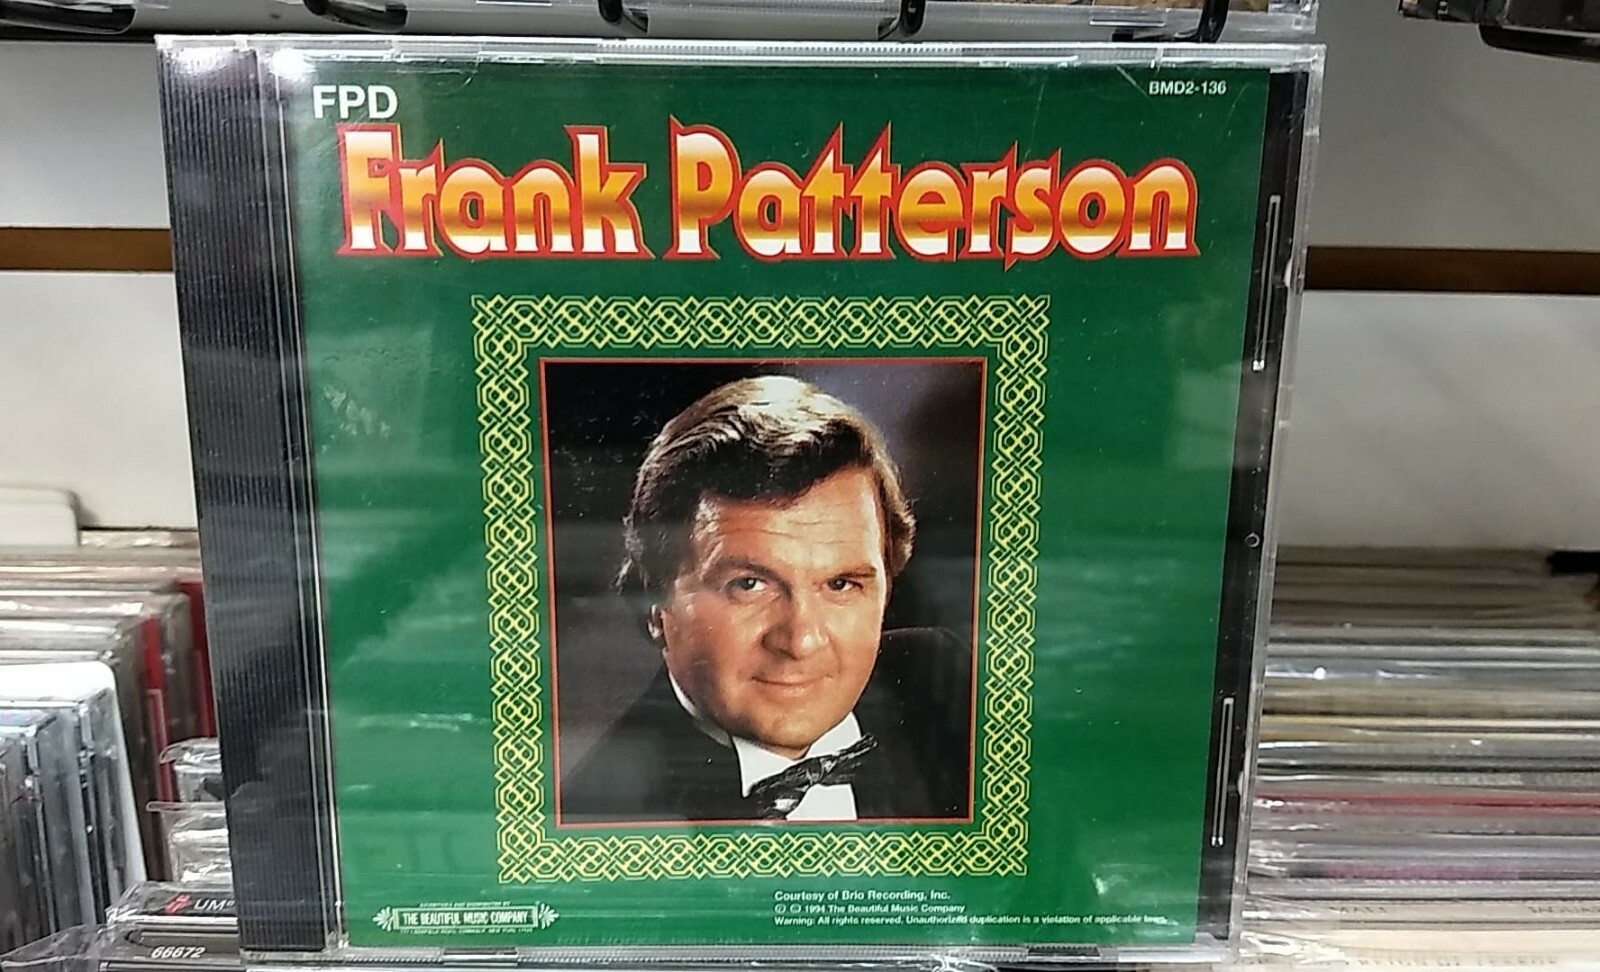 FPD
BMD2-136
Frank Patterson
Courtesy of Brio Recording, Inc.
℗ © 1994 The Beautiful Music Company
Warning: All rights reserved. Unauthorized duplication is a violation of applicable laws.
THE BEAUTIFUL MUSIC COMPANY
66672